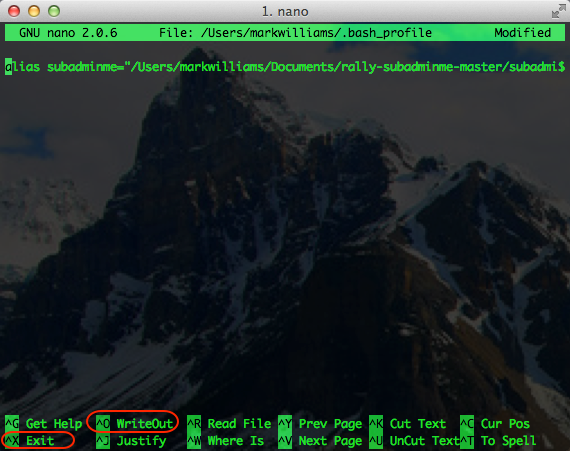 1. nano
GNU nano 2.0.6 File: /Users/markwilliams/.bash_profile Modified
alias subadminme="/Users/markwilliams/Documents/rally-subadminme-master/subadmi$
^G Get Help ^O WriteOut ^R Read File ^Y Prev Page ^K Cut Text ^C Cur Pos
^X Exit ^J Justify ^W Where Is ^V Next Page ^U UnCut Text ^T To Spell